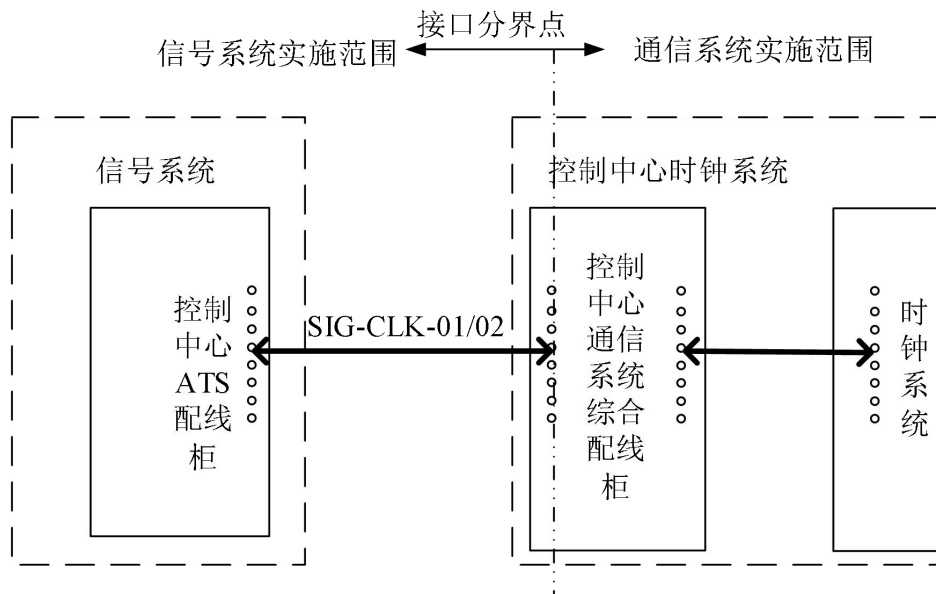 接口分界点
信号系统实施范围
通信系统实施范围
信号系统
控制中心时钟系统
控制
中心
ATS
配线
柜
SIG-CLK-01/02
控制
中心
通信
系统
综合
配线
柜
时
钟
系
统